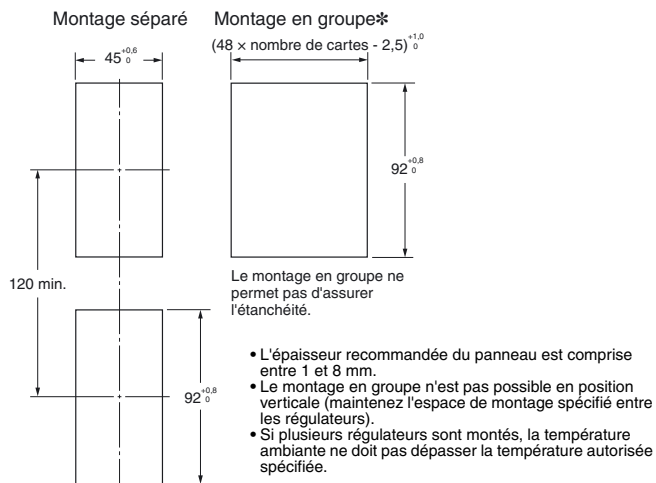 Montage séparé
Montage en groupe✻
(48 × nombre de cartes - 2,5) +1,0 0
45 +0,6 0
92 +0,8 0
120 min.
Le montage en groupe ne
permet pas d'assurer
l'étanchéité.
92 +0,8 0
• L'épaisseur recommandée du panneau est comprise
entre 1 et 8 mm.
• Le montage en groupe n'est pas possible en position
verticale (maintenez l'espace de montage spécifié entre
les régulateurs).
• Si plusieurs régulateurs sont montés, la température
ambiante ne doit pas dépasser la température autorisée
spécifiée.